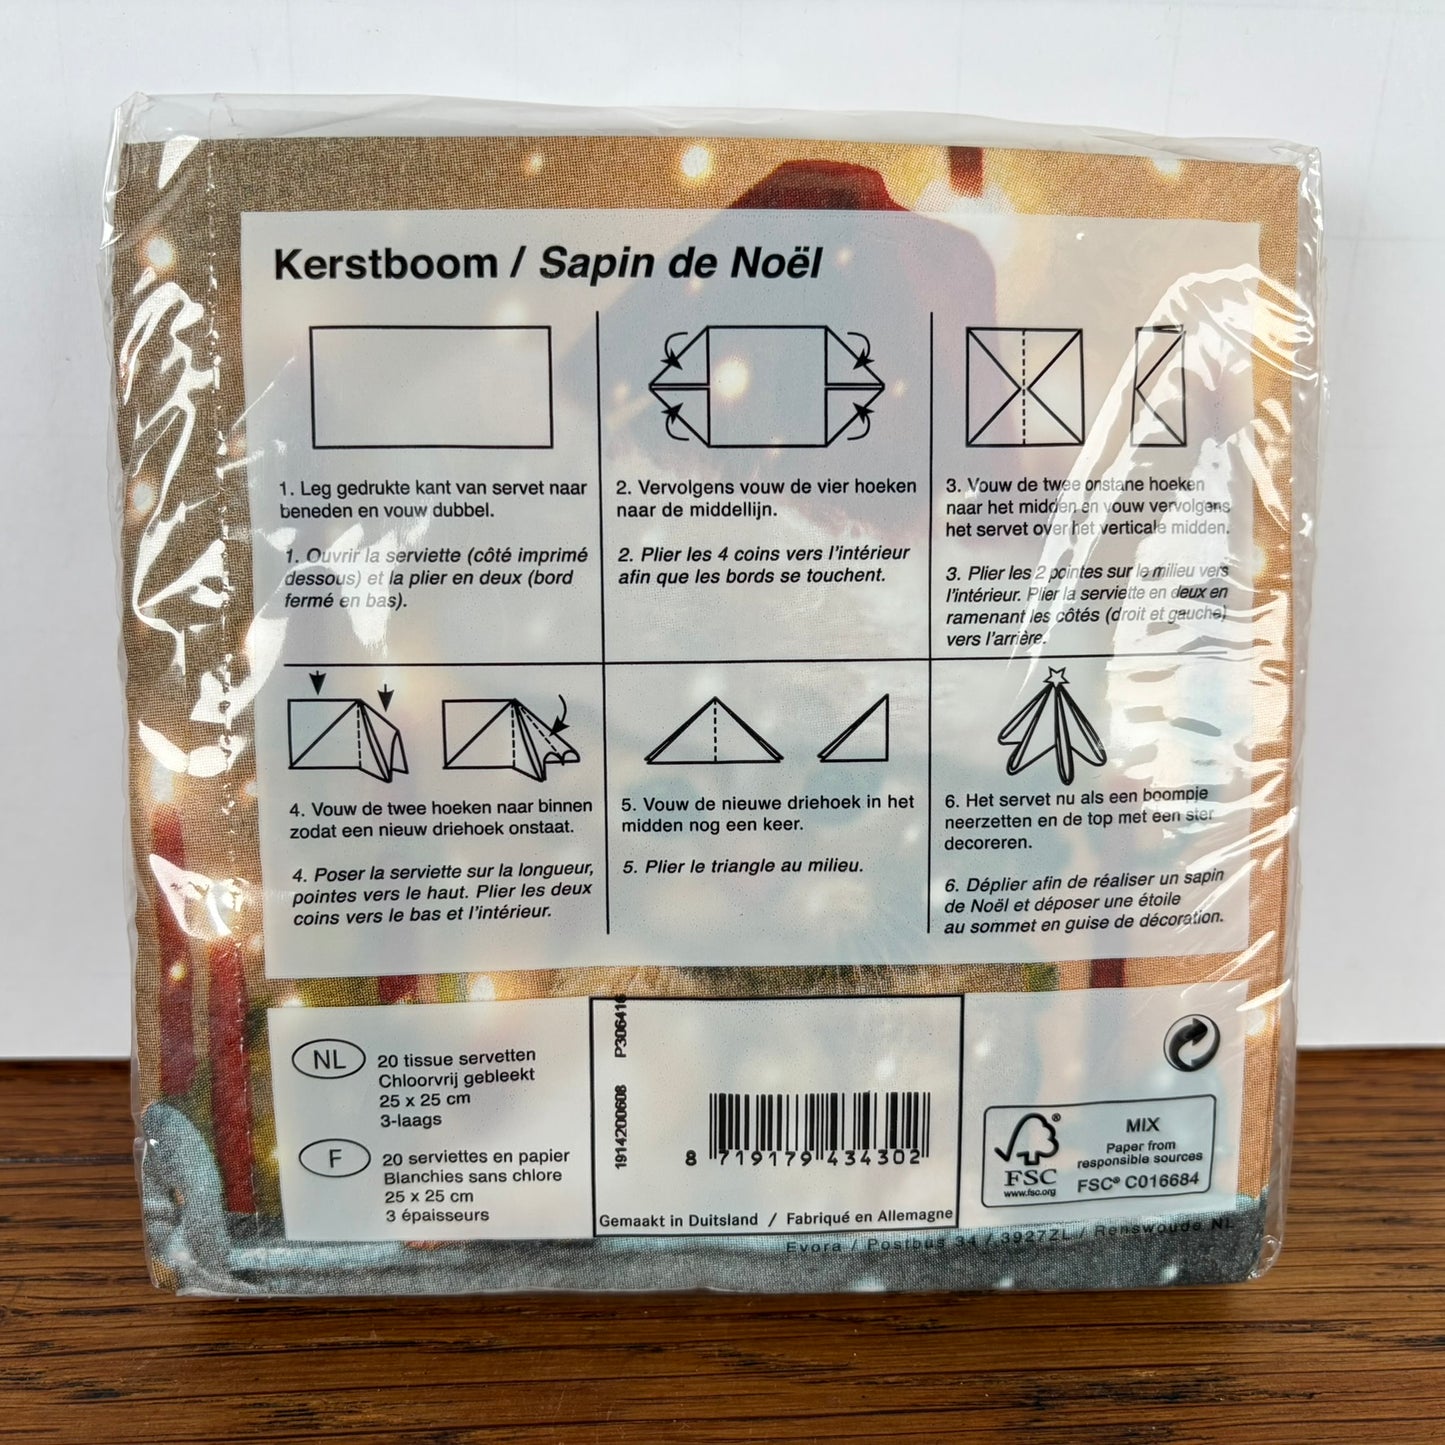 Kerstboom / Sapin de Noël
1. Leg gedrukte kant van servet naar
beneden en vouw dubbel.
1. Ouvrir la serviette (côté imprimé
dessous) et la plier en deux (bord
fermé en bas).
2. Vervolgens vouw de vier hoeken
naar de middellijn.
2. Plier les 4 coins vers l'intérieur
afin que les bords se touchent.
3. Vouw de twee onstane hoeken
naar het midden en vouw vervolgens
het servet over het verticale midden.
3. Plier les 2 pointes sur le milieu vers
l'intérieur. Plier la serviette en deux en
ramenant les côtés (droit et gauche)
vers l'arrière.
4. Vouw de twee hoeken naar binnen
zodat een nieuw driehoek onstaat.
4. Poser la serviette sur la longueur,
pointes vers le haut. Plier les deux
coins vers le bas et l'intérieur.
5. Vouw de nieuwe driehoek in het
midden nog een keer.
5. Plier le triangle au milieu.
6. Het servet nu als een boompje
neerzetten en de top met een ster
decoreren.
6. Déplier afin de réaliser un sapin
de Noël et déposer une étoile
au sommet en guise de décoration.
NL
20 tissue servetten
Chloorvrij gebleekt
25 x 25 cm
3-laags
F
20 serviettes en papier
Blanchies sans chlore
25 x 25 cm
3 épaisseurs
1914200608 P306416
8 719179 434302
Gemaakt in Duitsland / Fabriqué en Allemagne
FSC®
www.fsc.org
MIX
Paper from
responsible sources
FSC® C016684
Evora / Postbus 34 / 3927ZL / Renswoude NL